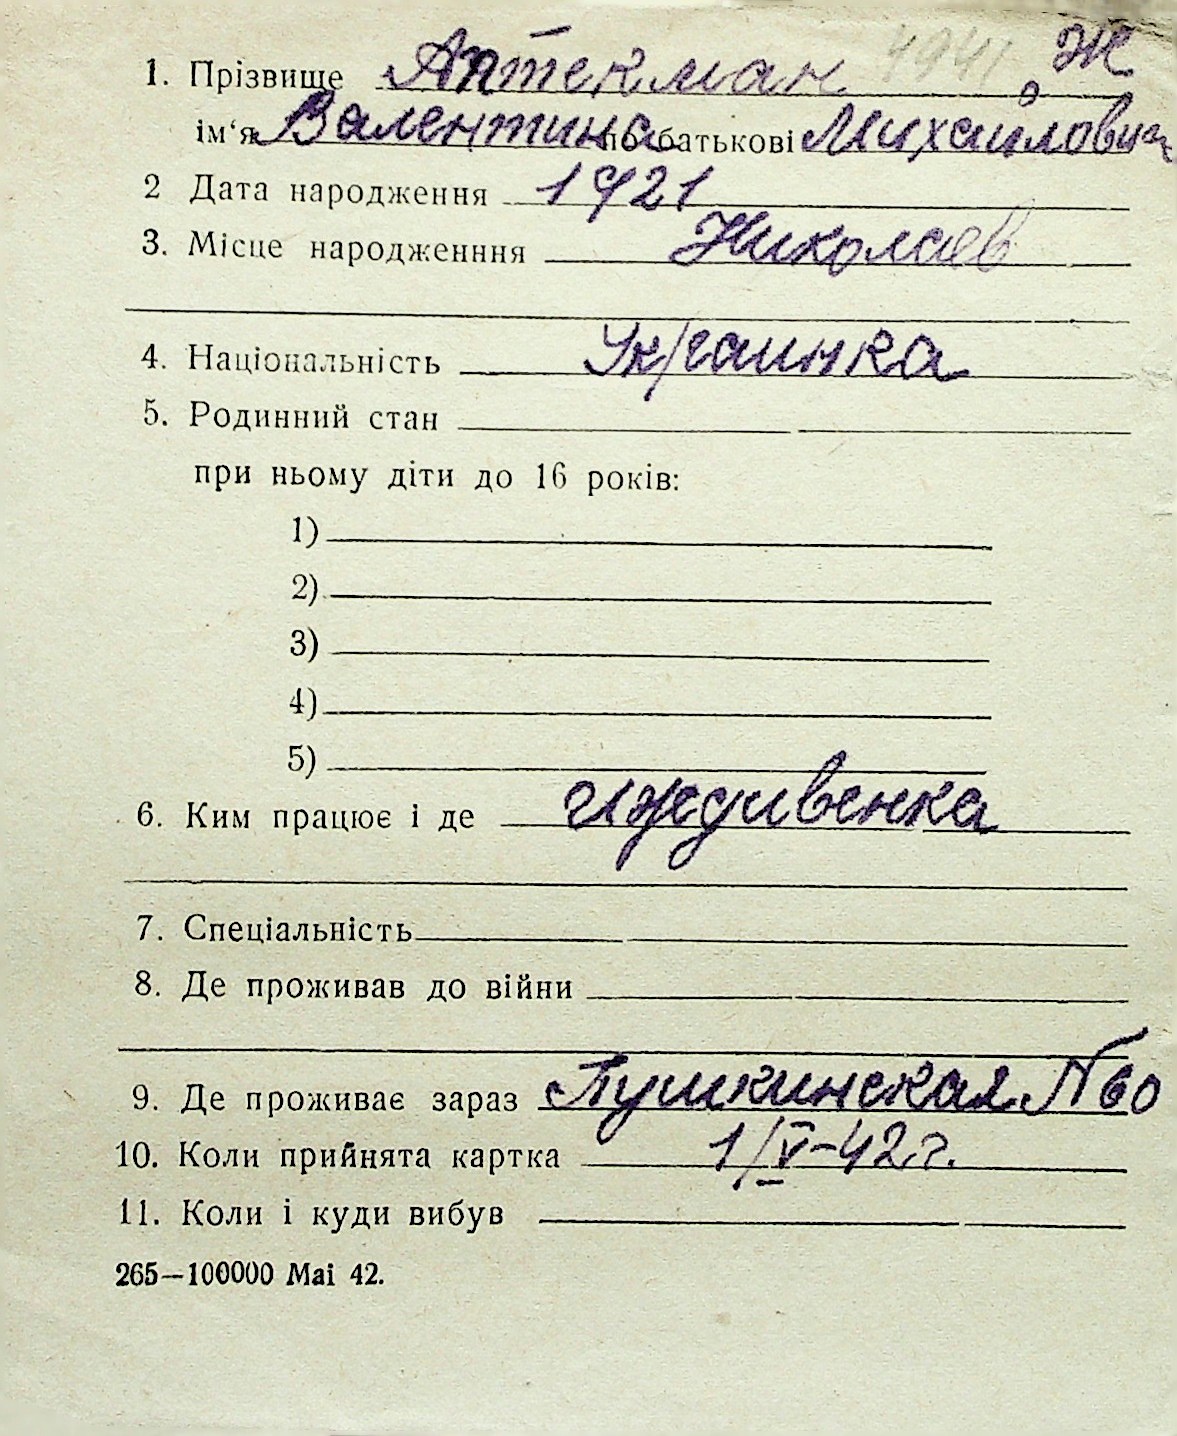 Ж
1. Прізвище Аптекман
ім‘я Валентина по батькові Михайловна
2 Дата народження 1921
3. Місце народженння Николаев
4. Національність Украинка
5. Родинний стан
при ньому діти до 16 років:
1)
2)
3)
4)
5)
6. Ким працює і де иждивенка
7. Спеціальність
8. Де проживав до війни
9. Де проживає зараз Пушкинская N 60
10. Коли прийнята картка 1/V-42 г.
11. Коли і куди вибув
265—100000 Mai 42.